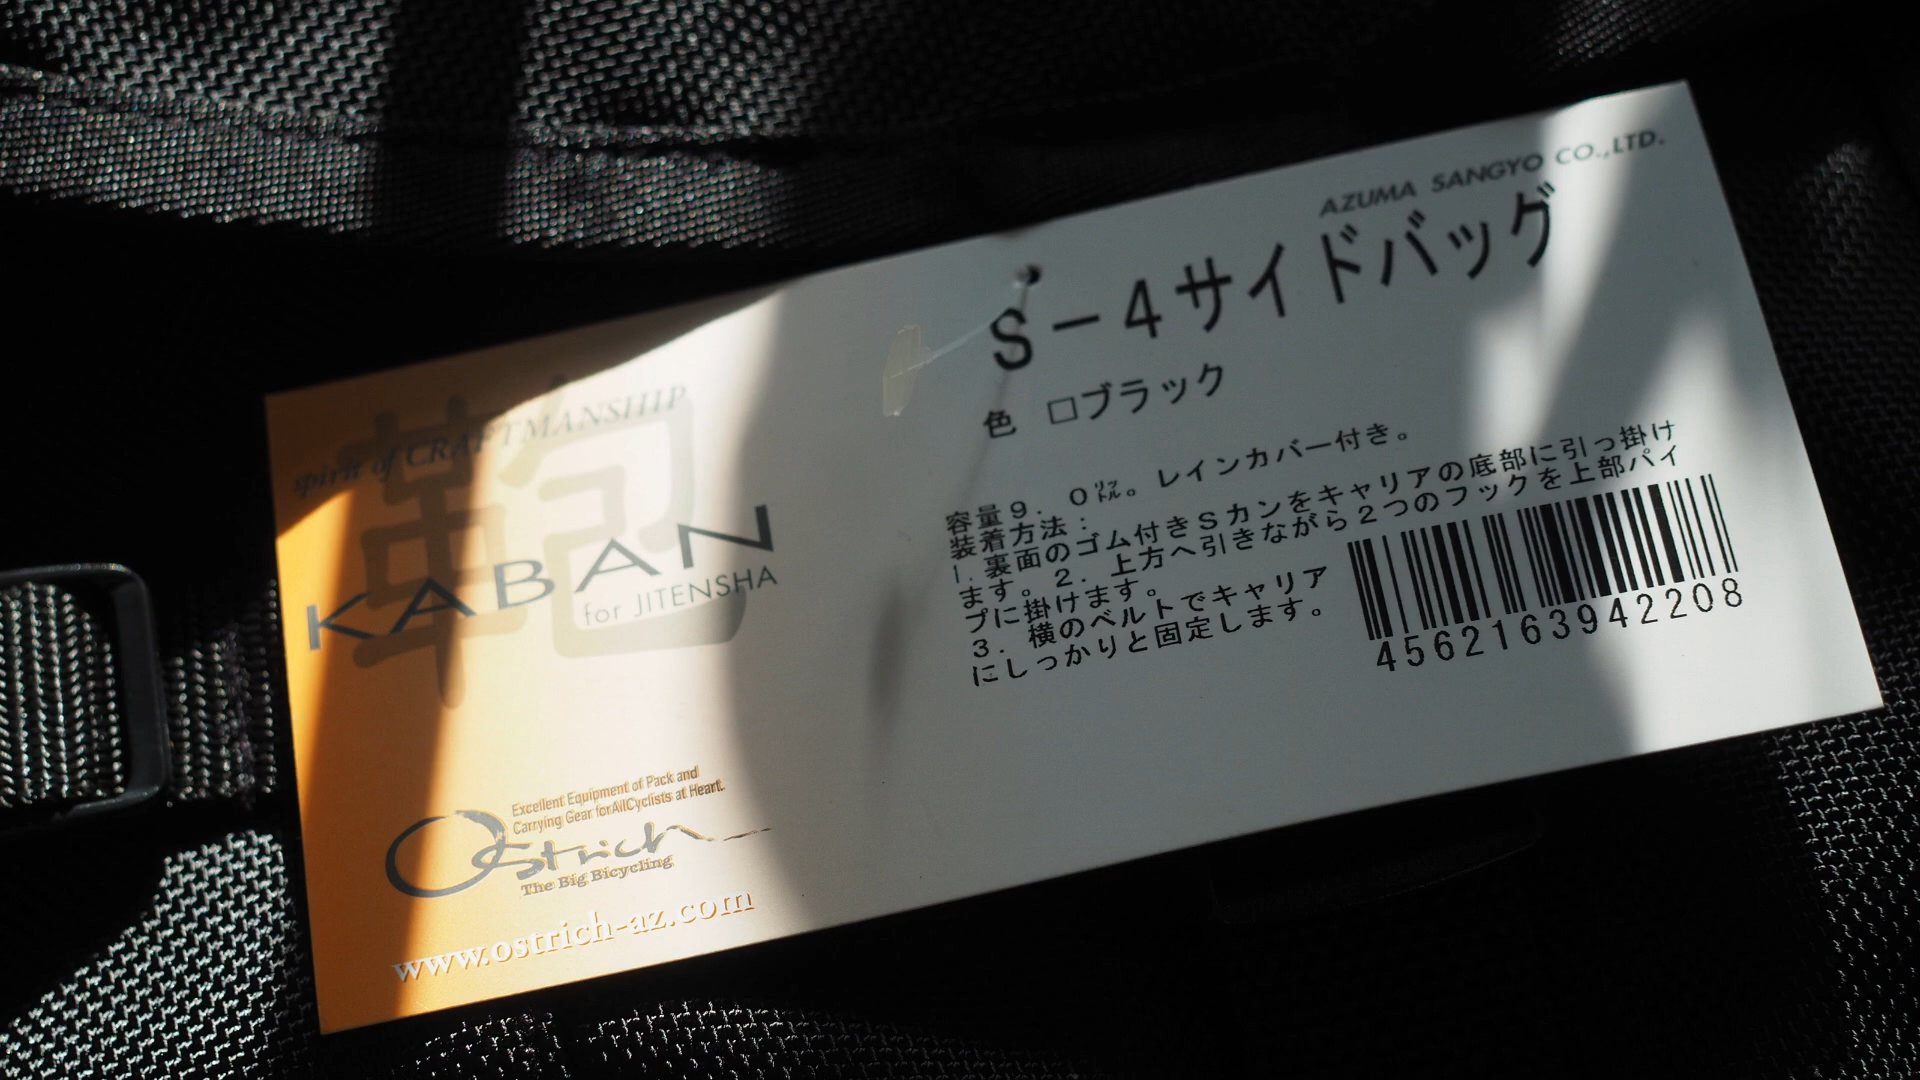 spirit of CRAFTMANSHIP
鞄
KABAN
for JITENSHA
Excellent Equipment of Pack and
Carrying Gear forAllCyclists at Heart.
Ostrich
The Big Bicycling
www.ostrich-az.com
AZUMA SANGYO CO.,LTD.
S－4サイドバッグ
色 □ブラック
容量9．0㍑。レインカバー付き。
装着方法：
1．裏面のゴム付きSカンをキャリアの底部に引っ掛け
ます。2．上方へ引きながら2つのフックを上部パイ
プに掛けます。
3．横のベルトでキャリア
にしっかりと固定します。
4562163942208